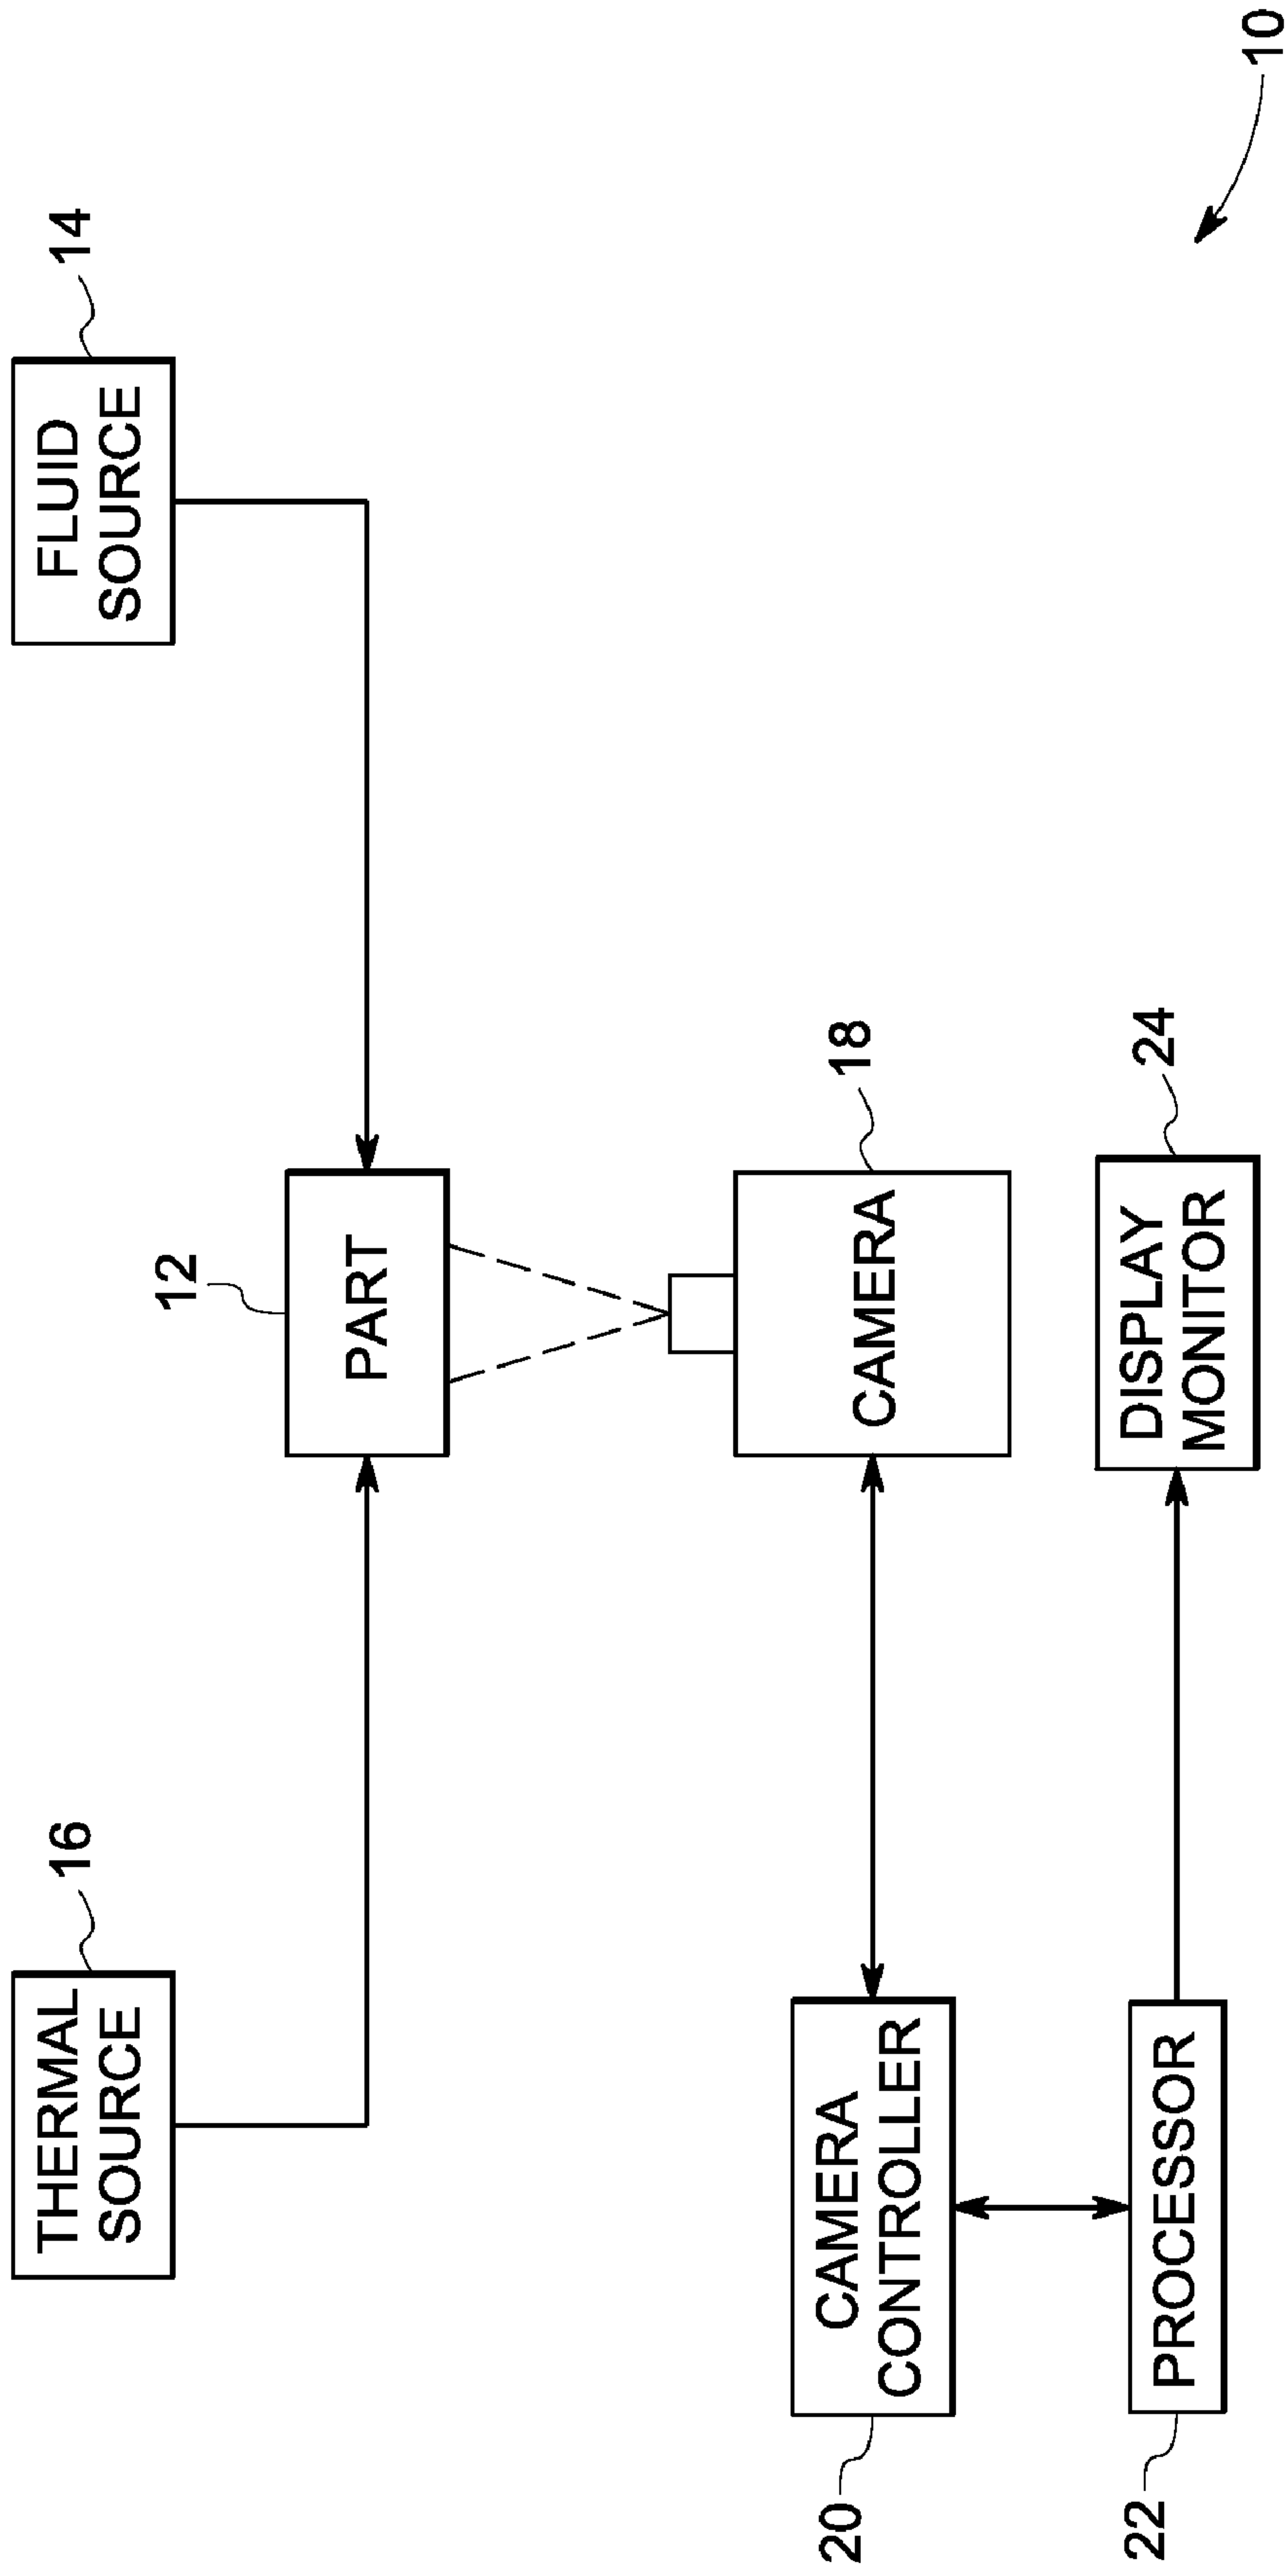 THERMAL
SOURCE
16
FLUID
SOURCE
14
12
PART
CAMERA
18
20
CAMERA
CONTROLLER
22
PROCESSOR
DISPLAY
MONITOR
24
10